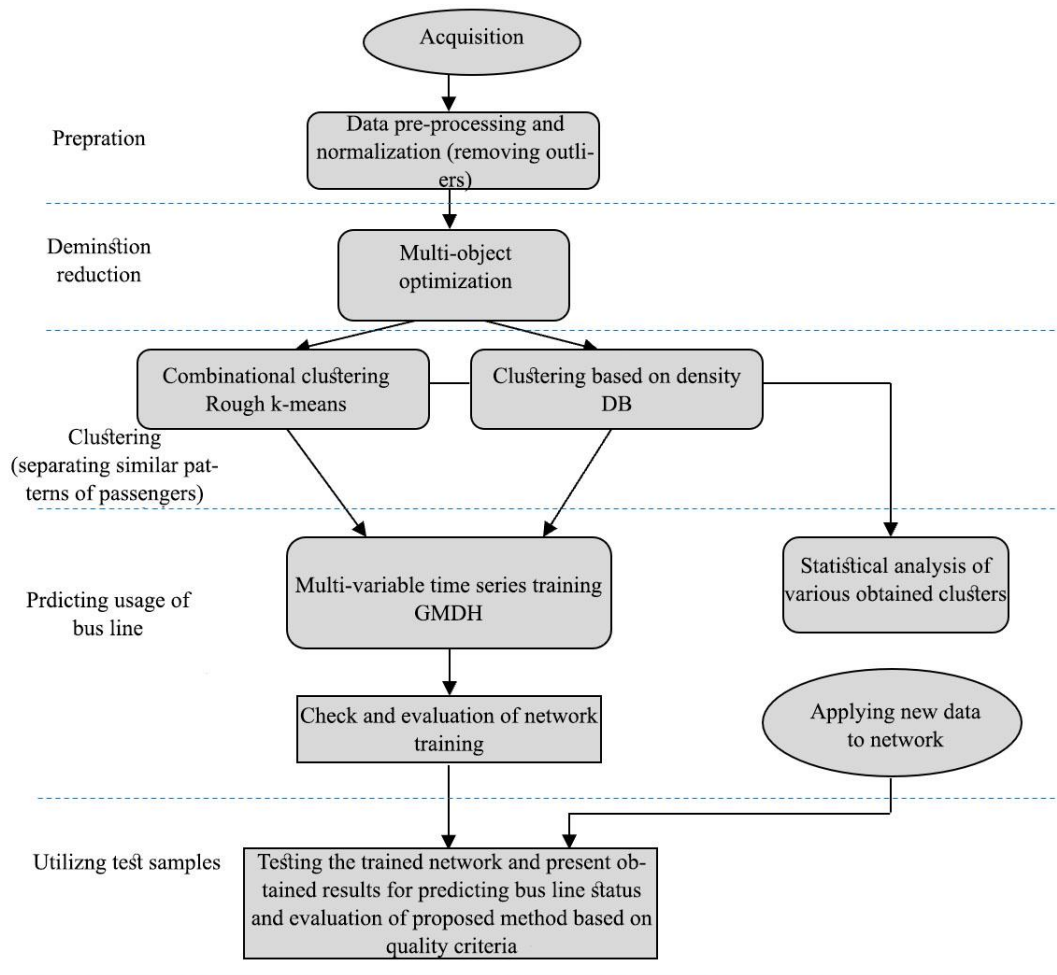 Acquisition
Prepration
Data pre-processing and
normalization (removing outli-
ers)
Deminstion
reduction
Multi-object
optimization
Combinational clustering
Rough k-means
Clustering based on density
DB
Clustering
(separating similar pat-
terns of passengers)
Multi-variable time series training
GMDH
Statistical analysis of
various obtained clusters
Prdicting usage of
bus line
Check and evaluation of network
training
Applying new data
to network
Utilizng test samples
Testing the trained network and present ob-
tained results for predicting bus line status
and evaluation of proposed method based on
quality criteria